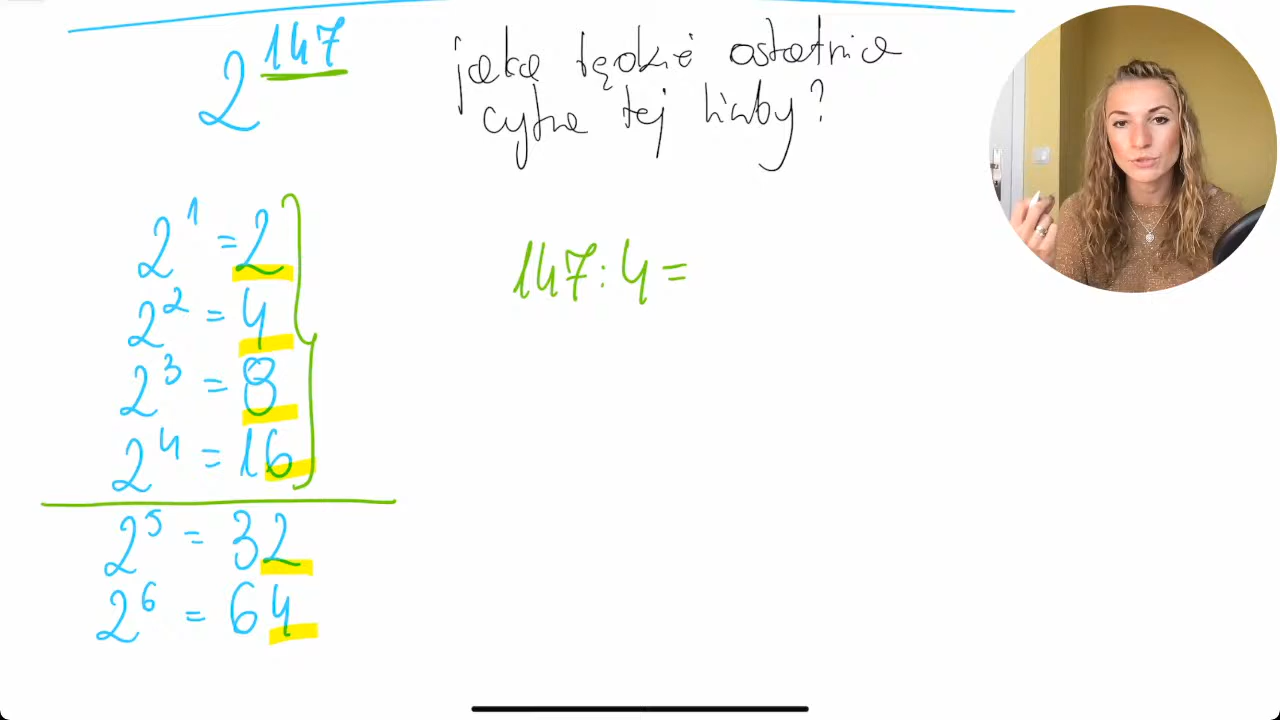 2^147
jaka będzie ostatnia
cyfra tej liczby?
2^1 = 2
2^2 = 4
2^3 = 8
2^4 = 16
2^5 = 32
2^6 = 64
147:4=